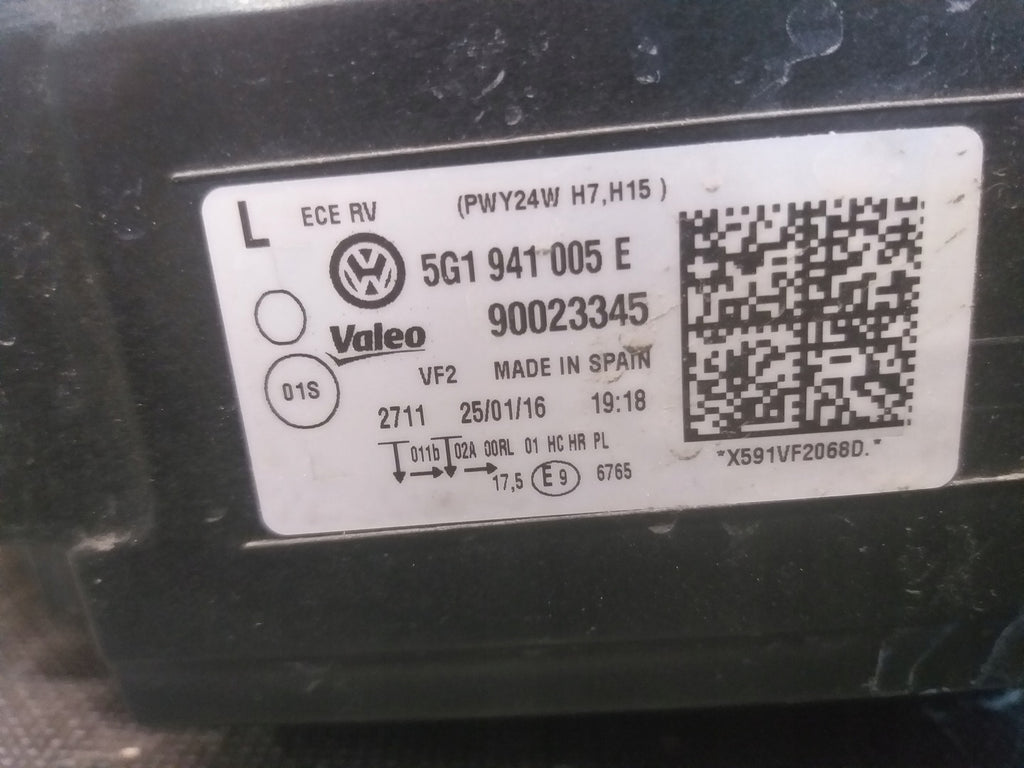 L ECE RV (PWY24W H7,H15 )
5G1 941 005 E
90023345
Valeo
01S
VF2 MADE IN SPAIN
2711 25/01/16 19:18
011b 02A 00RL 01 HC HR PL
17,5 E9 6765
*X591VF2068D.*